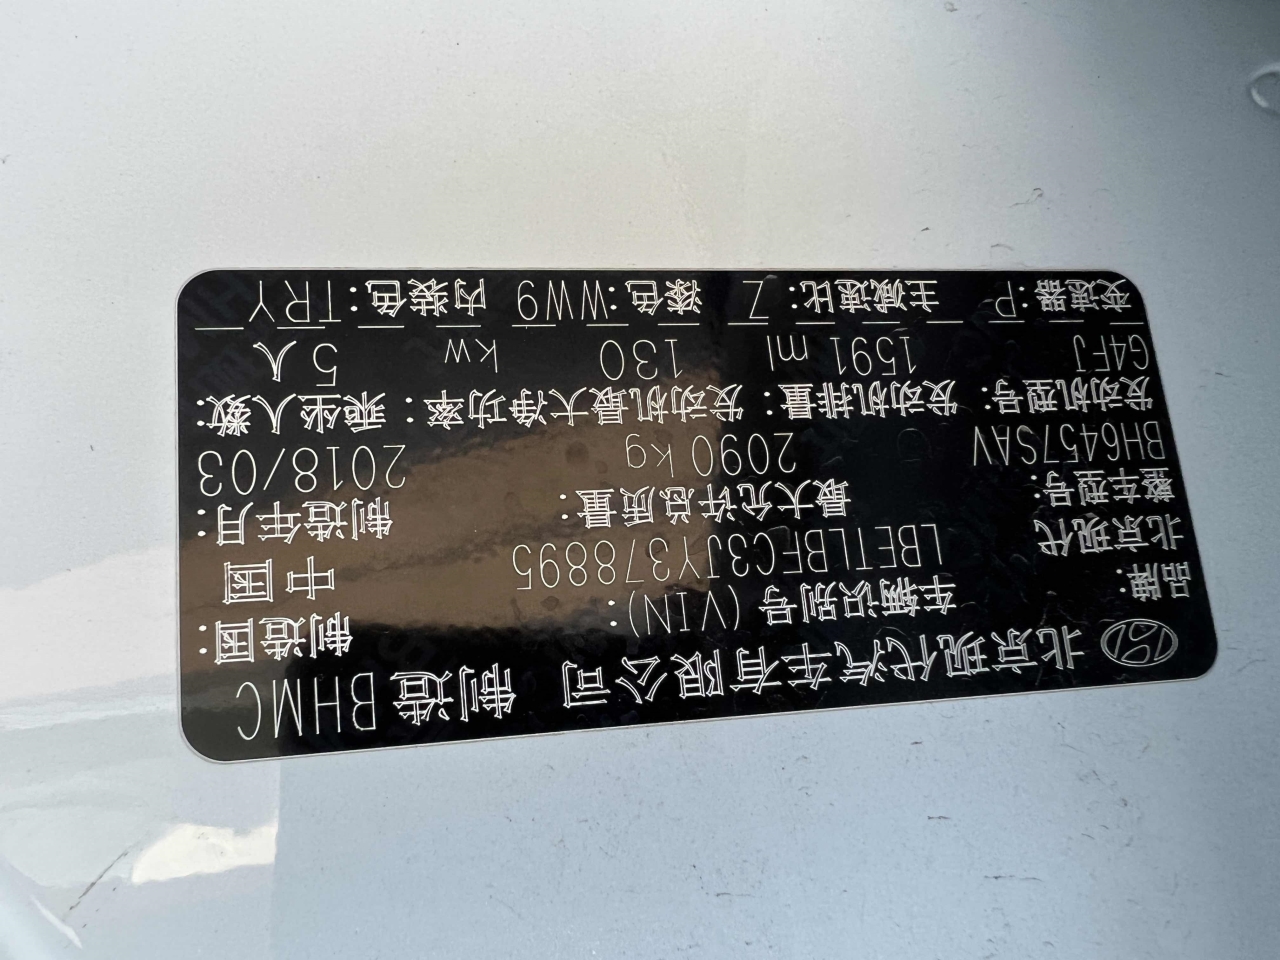 北京现代汽车有限公司 制造 BHMC
品牌: 车辆识别号(VIN): 制造国:
北京现代 LBETLBFC3JY378895 中国
整车型号: 最大允许总质量: 制造年月:
BH6457SAV 2090 kg 2018/03
发动机型号: 发动机排量: 发动机最大净功率: 乘坐人数:
G4FJ 1591 ml 130 kw 5人
变速器:P 主减速比:Z 漆色:WW9 内装色:TRY